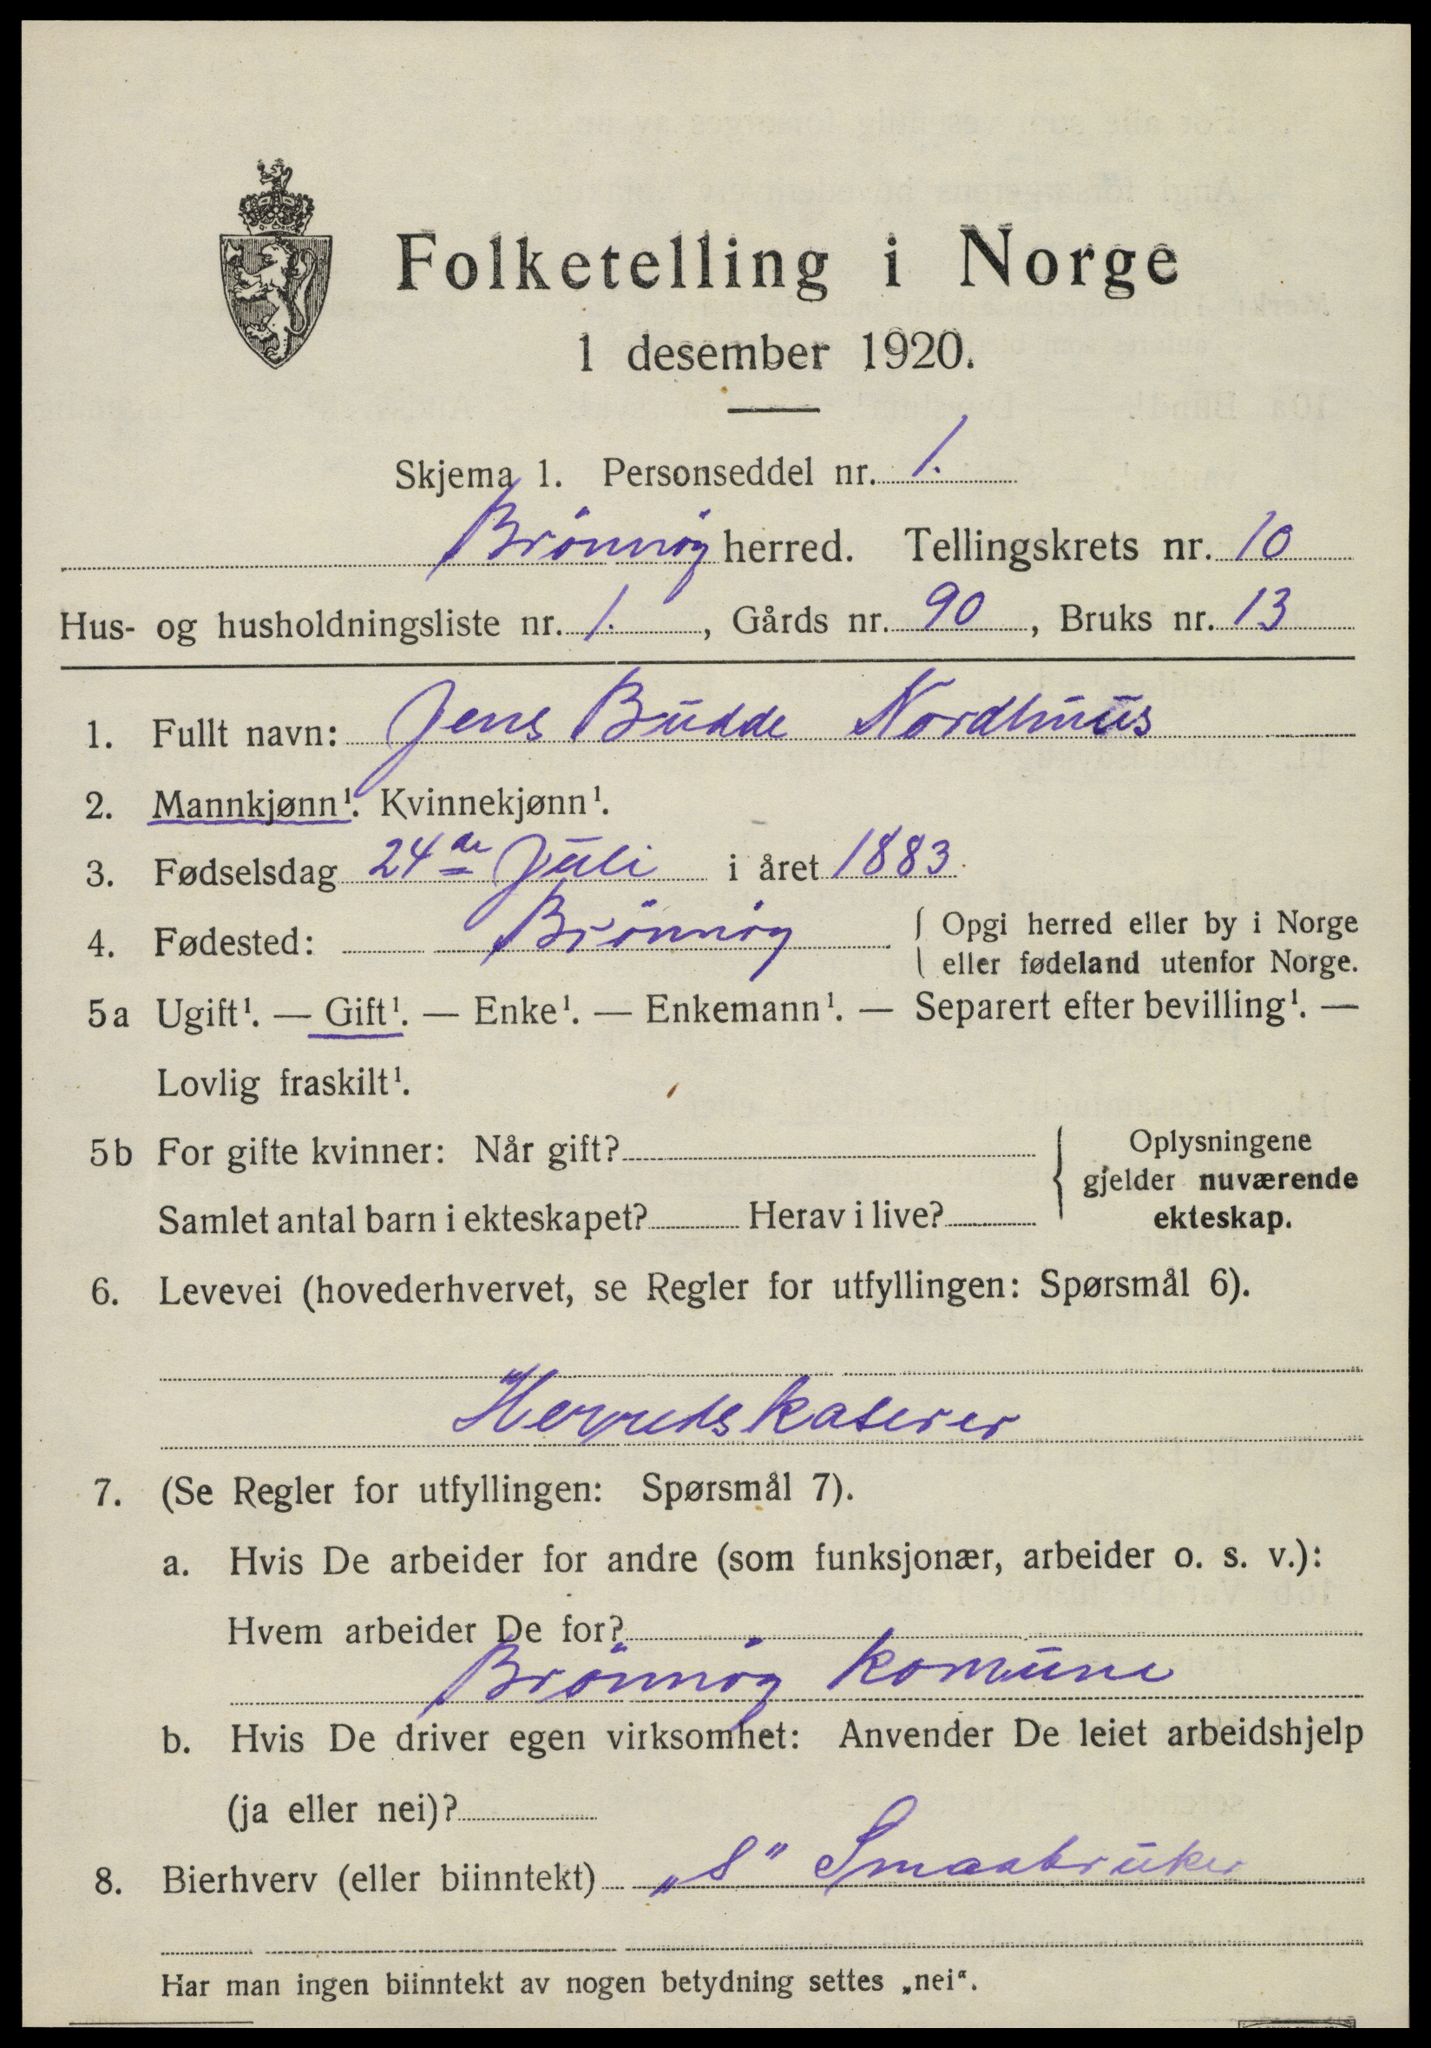 Folketelling i Norge
1 desember 1920.
Skjema 1. Personseddel nr. 1.
Brönnöy herred. Tellingskrets nr. 10
Hus- og husholdningsliste nr. 1. , Gårds nr. 90 , Bruks nr. 13
1. Fullt navn: Jens Budde Nordhuus
2. Mannkjønn¹. Kvinnekjønn¹.
3. Fødselsdag 24de Juli i året 1883
4. Fødested: Brönnöy { Opgi herred eller by i Norge
eller fødeland utenfor Norge.
5a Ugift¹. — Gift¹. — Enke¹. — Enkemann¹. — Separert efter bevilling¹. —
Lovlig fraskilt¹.
5b For gifte kvinner: Når gift?
Samlet antal barn i ekteskapet? Herav i live?
{ Oplysningene
gjelder nuværende
ekteskap.
6. Levevei (hovederhvervet, se Regler for utfyllingen: Spørsmål 6).
Herredskaserer
7. (Se Regler for utfyllingen: Spørsmål 7).
a. Hvis De arbeider for andre (som funksjonær, arbeider o. s. v.):
Hvem arbeider De for?
Brönnöy komune
b. Hvis De driver egen virksomhet: Anvender De leiet arbeidshjelp
(ja eller nei)?
8. Bierhverv (eller biinntekt) „S" Smaabruker
Har man ingen biinntekt av nogen betydning settes „nei“.